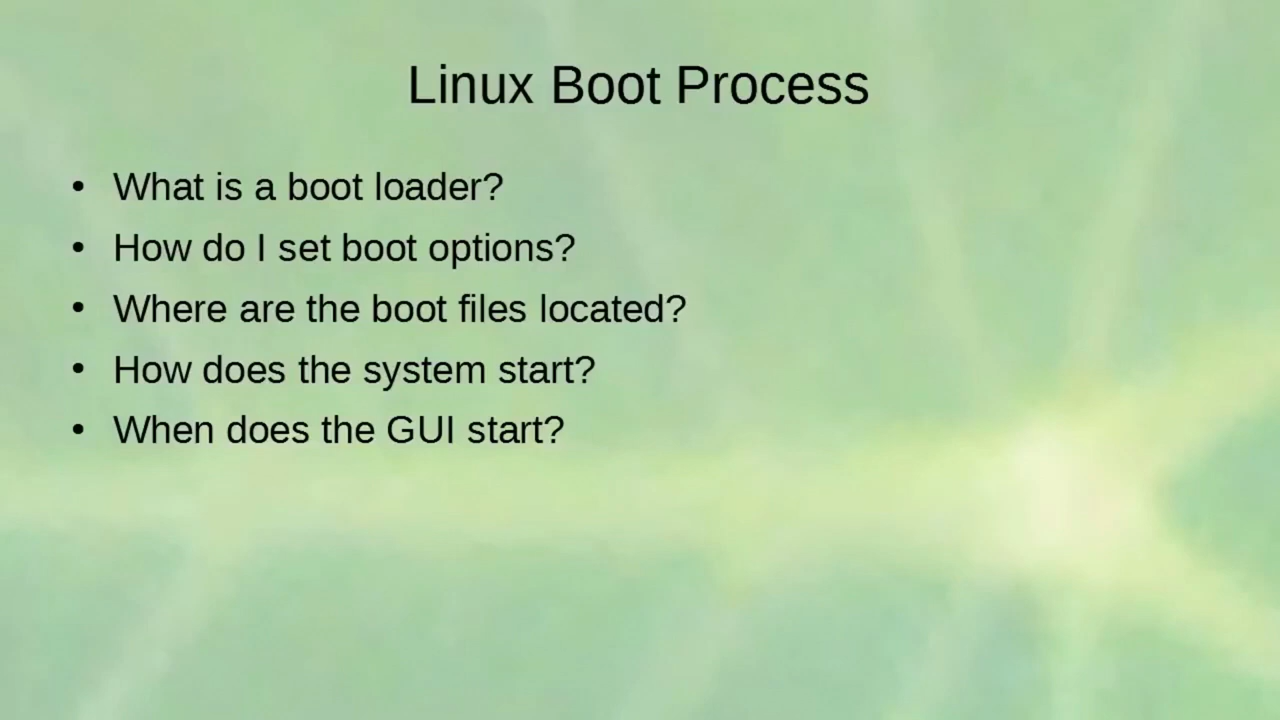 Linux Boot Process
• What is a boot loader?
• How do I set boot options?
• Where are the boot files located?
• How does the system start?
• When does the GUI start?